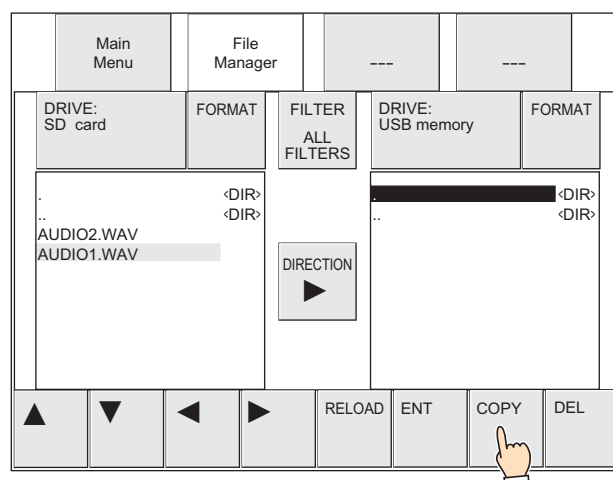 Main
Menu
File
Manager
---
---
DRIVE:
SD card
FORMAT
FILTER
ALL
FILTERS
DRIVE:
USB memory
FORMAT
. <DIR>
.. <DIR>
AUDIO2.WAV
AUDIO1.WAV
DIRECTION
. <DIR>
.. <DIR>
RELOAD
ENT
COPY
DEL